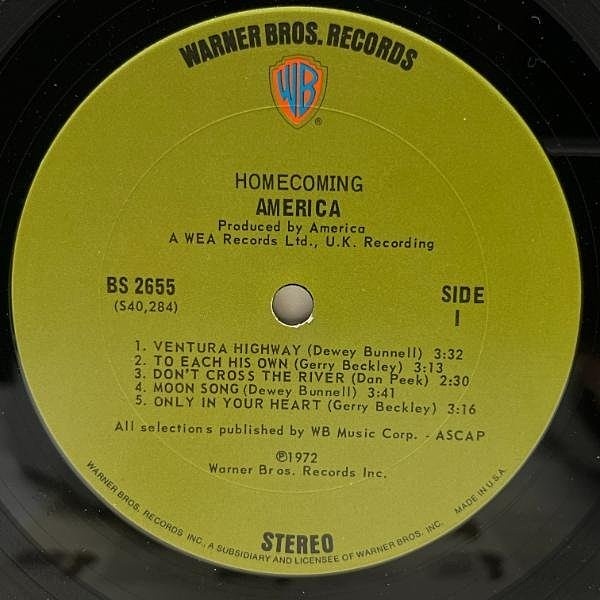 WARNER BROS. RECORDS
WB
®
HOMECOMING
AMERICA
Produced by America
A WEA Records Ltd., U.K. Recording
BS 2655
(S40,284)
SIDE
1
1. VENTURA HIGHWAY (Dewey Bunnell) 3:32
2. TO EACH HIS OWN (Gerry Beckley) 3:13
3. DON'T CROSS THE RIVER (Dan Peek) 2:30
4. MOON SONG (Dewey Bunnell) 3:41
5. ONLY IN YOUR HEART (Gerry Beckley) 3:16
All selections published by WB Music Corp. - ASCAP
℗1972
Warner Bros. Records Inc.
STEREO
WARNER BROS. RECORDS INC., A SUBSIDIARY AND LICENSEE OF WARNER BROS. INC. MADE IN U.S.A.